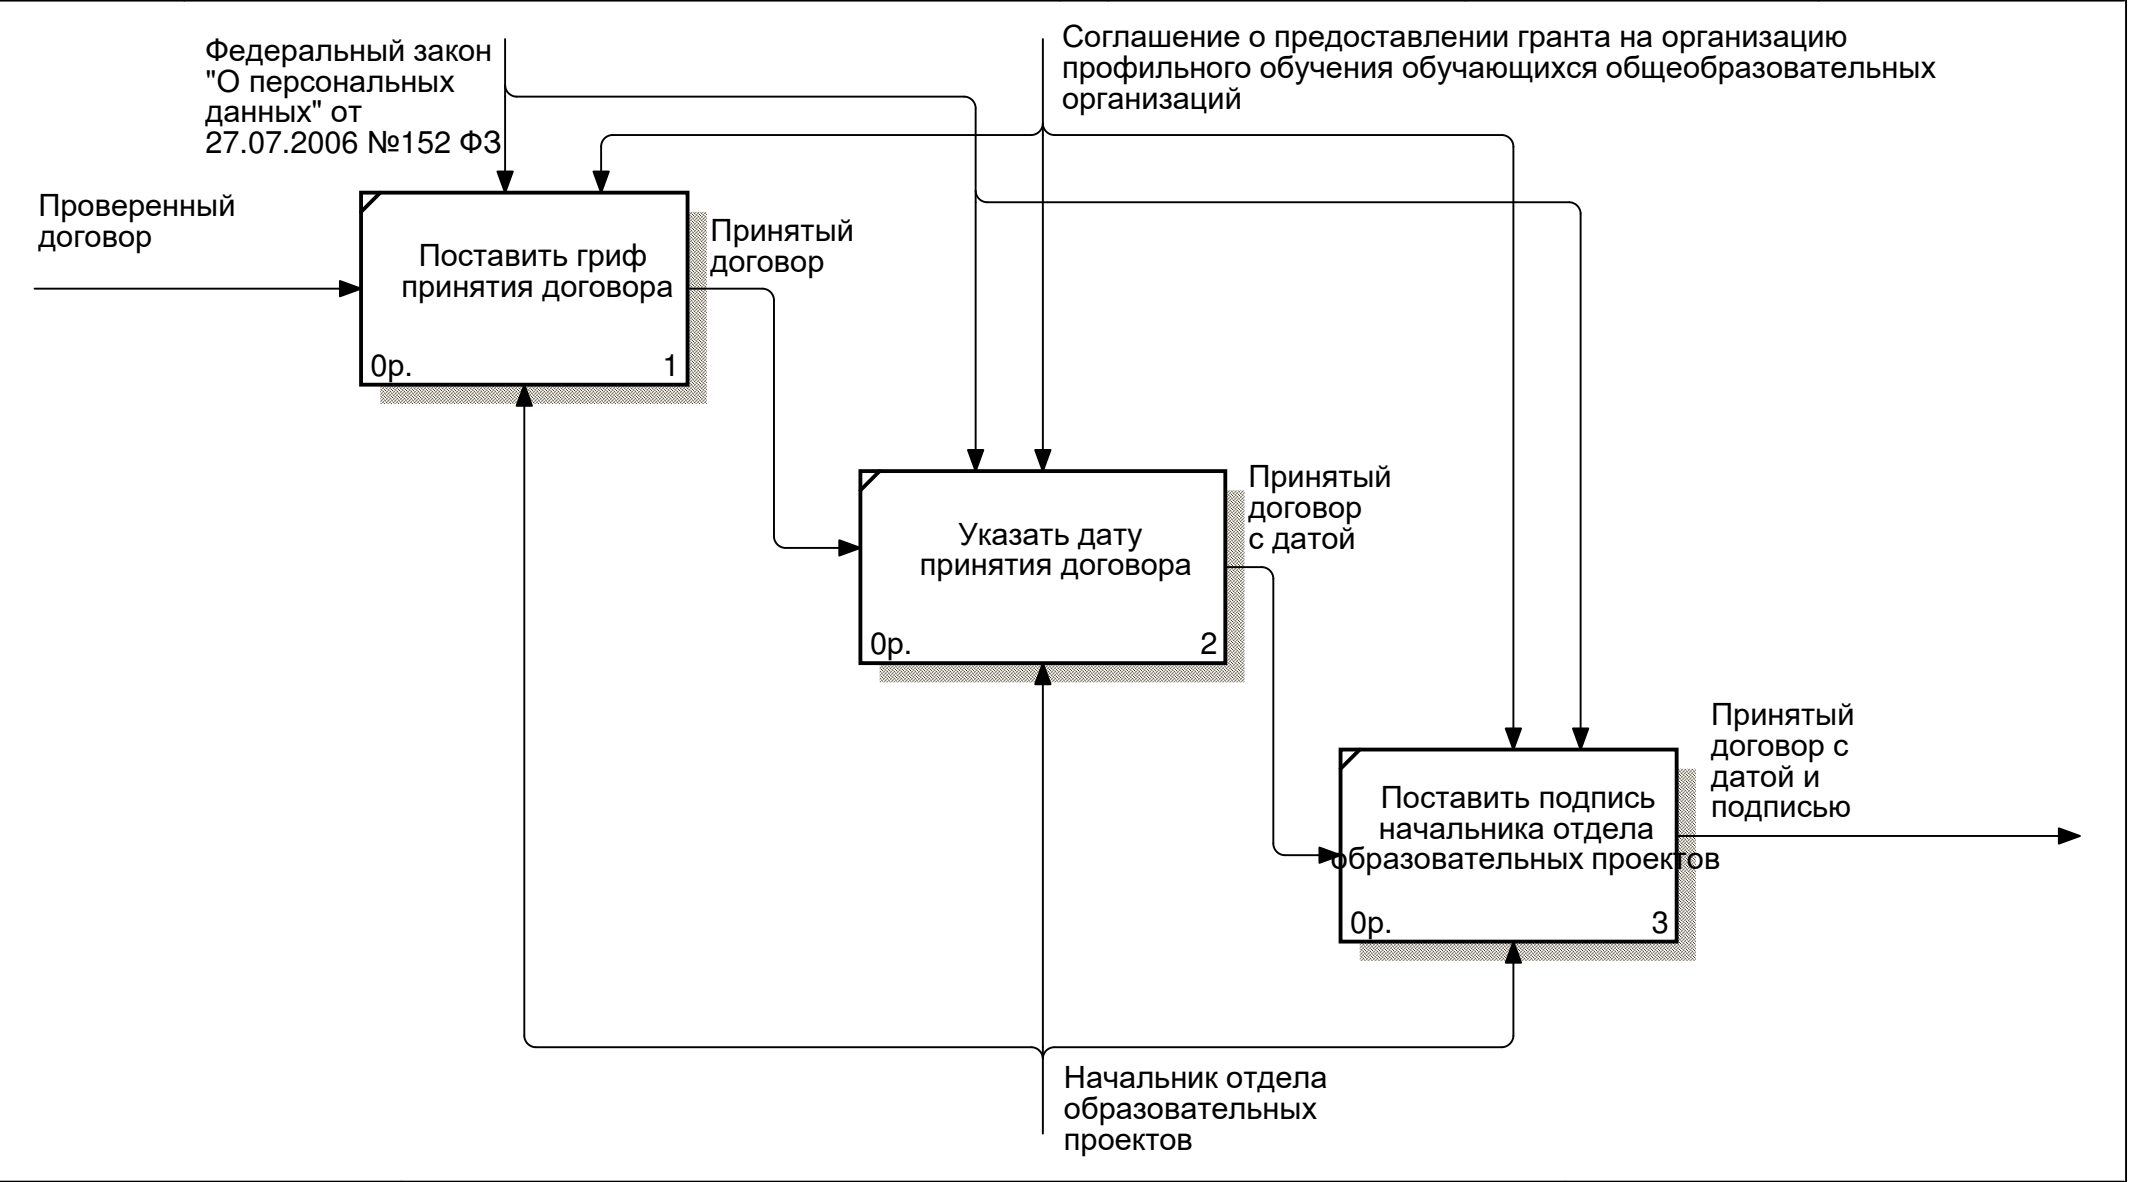 Федеральный закон
"О персональных
данных" от
27.07.2006 №152 ФЗ
Соглашение о предоставлении гранта на организацию
профильного обучения обучающихся общеобразовательных
организаций
Проверенный
договор
Поставить гриф
принятия договора
0р.
1
Принятый
договор
Указать дату
принятия договора
0р.
2
Принятый
договор
с датой
Поставить подпись
начальника отдела
образовательных проектов
0р.
3
Принятый
договор с
датой и
подписью
Начальник отдела
образовательных
проектов